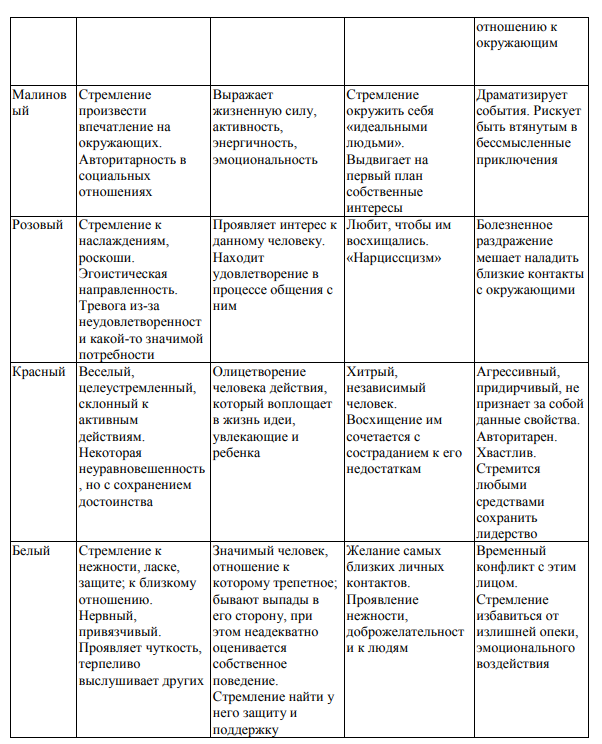 отношению к
окружающим
Малинов
ый
Стремление
произвести
впечатление на
окружающих.
Авторитарность в
социальных
отношениях
Выражает
жизненную силу,
активность,
энергичность,
эмоциональность
Стремление
окружить себя
«идеальными
людьми».
Выдвигает на
первый план
собственные
интересы
Драматизирует
события. Рискует
быть втянутым в
бессмысленные
приключения
Розовый
Стремление к
наслаждениям,
роскоши.
Эгоистическая
направленность.
Тревога из-за
неудовлетворенност
и какой-то значимой
потребности
Проявляет интерес к
данному человеку.
Находит
удовлетворение в
процессе общения с
ним
Любит, чтобы им
восхищались.
«Нарциссцизм»
Болезненное
раздражение
мешает наладить
близкие контакты
с окружающими
Красный
Веселый,
целеустремленный,
склонный к
активным
действиям.
Некоторая
неуравновешенность
, но с сохранением
достоинства
Олицетворение
человека действия,
который воплощает
в жизнь идеи,
увлекающие и
ребенка
Хитрый,
независимый
человек.
Восхищение им
сочетается с
состраданием к его
недостаткам
Агрессивный,
придирчивый, не
признает за собой
данные свойства.
Авторитарен.
Хвастлив.
Стремится
любыми
средствами
сохранить
лидерство
Белый
Стремление к
нежности, ласке,
защите; к близкому
отношению.
Нервный,
привязчивый.
Проявляет чуткость,
терпеливо
выслушивает других
Значимый человек,
отношение к
которому трепетное;
бывают выпады в
его сторону, при
этом неадекватно
оценивается
собственное
поведение.
Стремление найти у
него защиту и
поддержку
Желание самых
близких личных
контактов.
Проявление
нежности,
доброжелательност
и к людям
Временный
конфликт с этим
лицом.
Стремление
избавиться от
излишней опеки,
эмоционального
воздействия